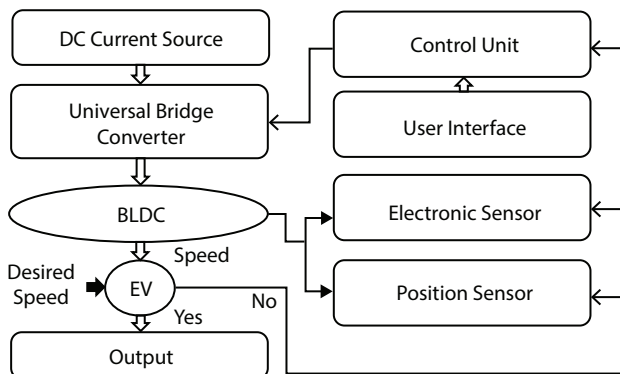 DC Current Source
Control Unit
Universal Bridge
Converter
User Interface
BLDC
Electronic Sensor
Speed
Desired
Speed
EV
No
Position Sensor
Yes
Output